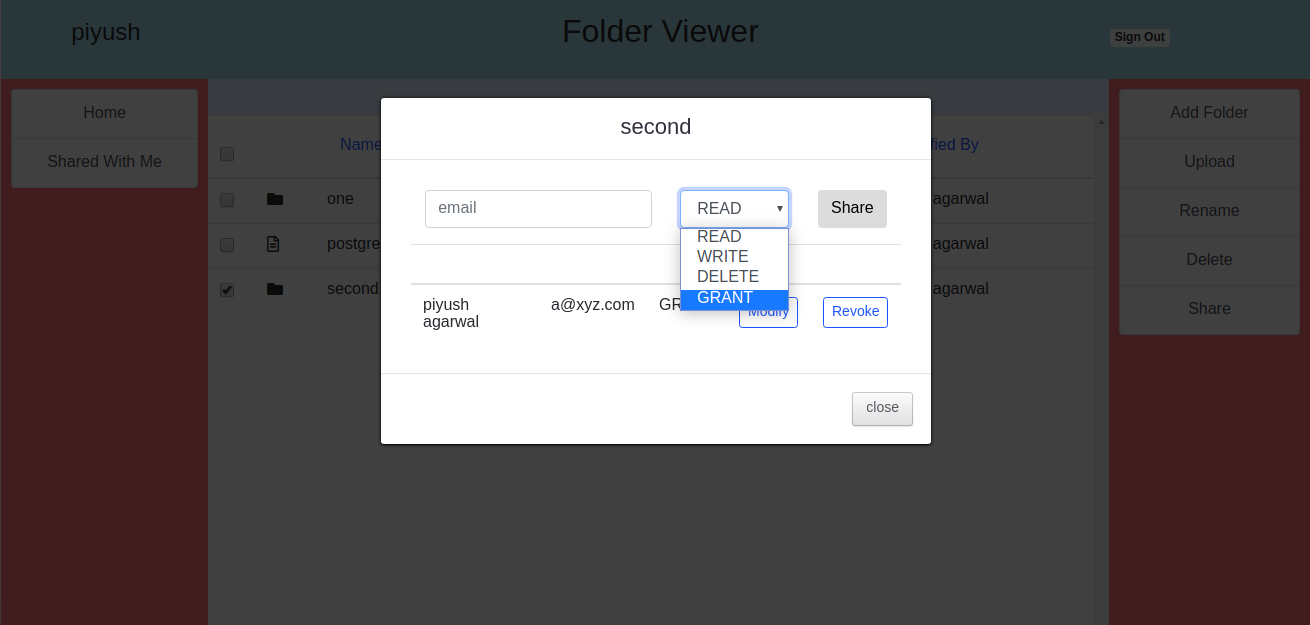 piyush
Folder Viewer
Sign Out
Home
Shared With Me
Name
fied By
one
agarwal
postgre
agarwal
second
agarwal
second
email
READ
Share
READ
WRITE
DELETE
GRANT
piyush
agarwal
a@xyz.com
GR
Modify
Revoke
close
Add Folder
Upload
Rename
Delete
Share